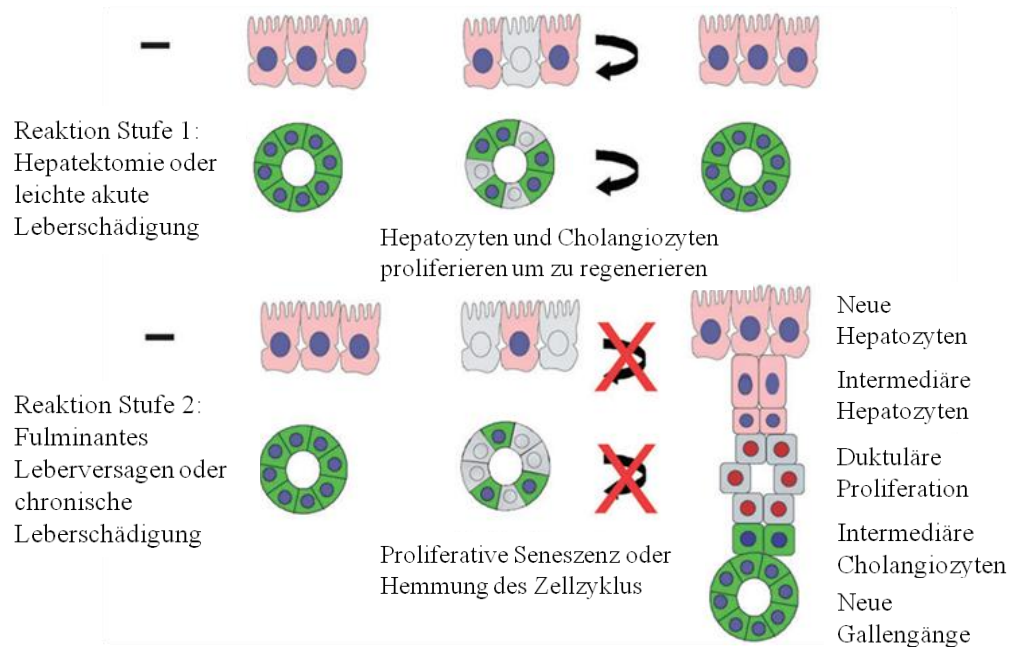 Reaktion Stufe 1:
Hepatektomie oder
leichte akute
Leberschädigung
Hepatozyten und Cholangiozyten
proliferieren um zu regenerieren
Reaktion Stufe 2:
Fulminantes
Leberversagen oder
chronische
Leberschädigung
Proliferative Seneszenz oder
Hemmung des Zellzyklus
Neue
Hepatozyten
Intermediäre
Hepatozyten
Duktuläre
Proliferation
Intermediäre
Cholangiozyten
Neue
Gallengänge